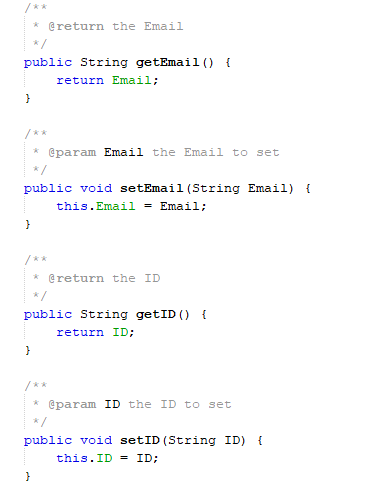 /**
 * @return the Email
 */
public String getEmail() {
    return Email;
}

/**
 * @param Email the Email to set
 */
public void setEmail(String Email) {
    this.Email = Email;
}

/**
 * @return the ID
 */
public String getID() {
    return ID;
}

/**
 * @param ID the ID to set
 */
public void setID(String ID) {
    this.ID = ID;
}